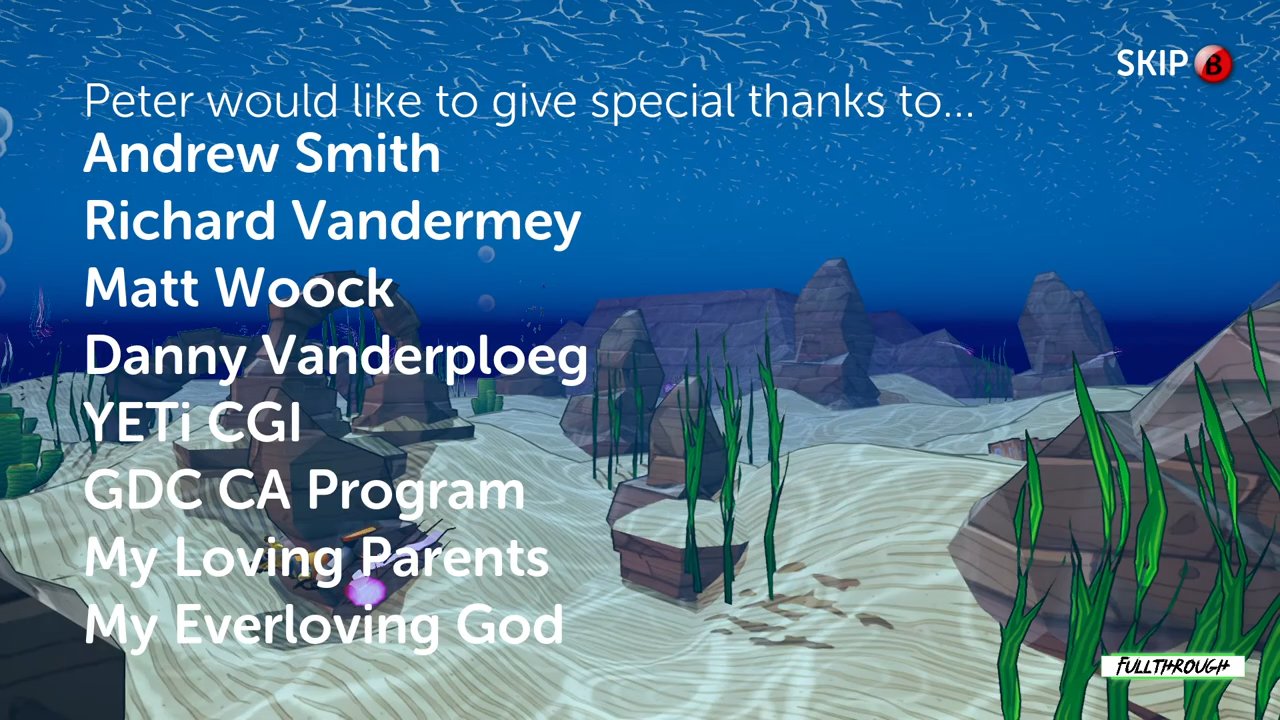 SKIP B
Peter would like to give special thanks to...
Andrew Smith
Richard Vandermey
Matt Woock
Danny Vanderploeg
YETi CGI
GDC CA Program
My Loving Parents
My Everloving God
FULLTHROUGH